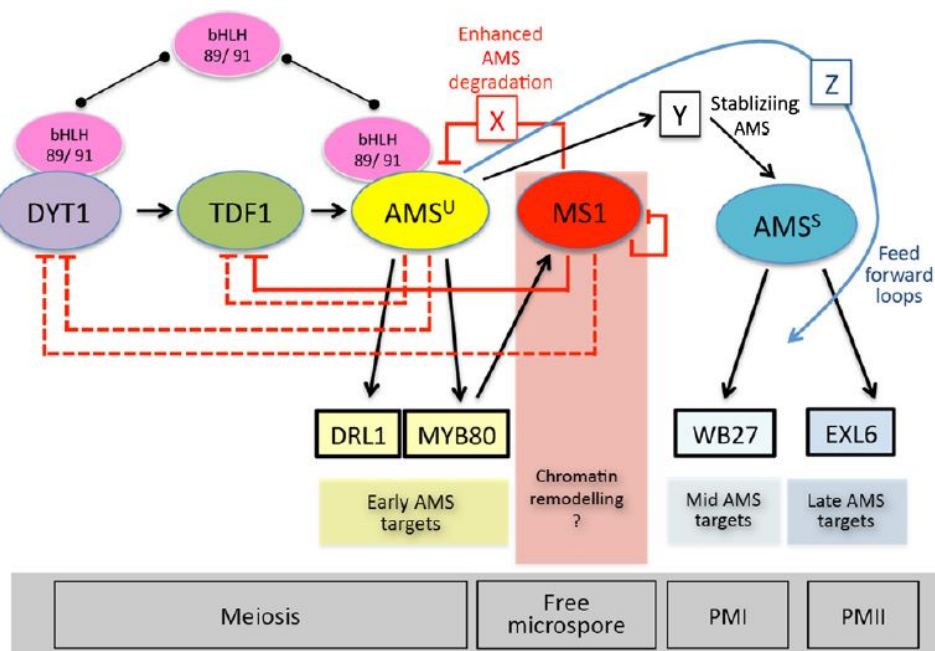 bHLH
89/ 91
Enhanced
AMS
degradation
Z
X
Y
Stabliziing
AMS
bHLH
89/ 91
bHLH
89/ 91
DYT1
TDF1
AMSᵁ
MS1
AMSˢ
Feed
forward
loops
DRL1
MYB80
WB27
EXL6
Chromatin
remodelling
?
Early AMS
targets
Mid AMS
targets
Late AMS
targets
Meiosis
Free
microspore
PMI
PMII